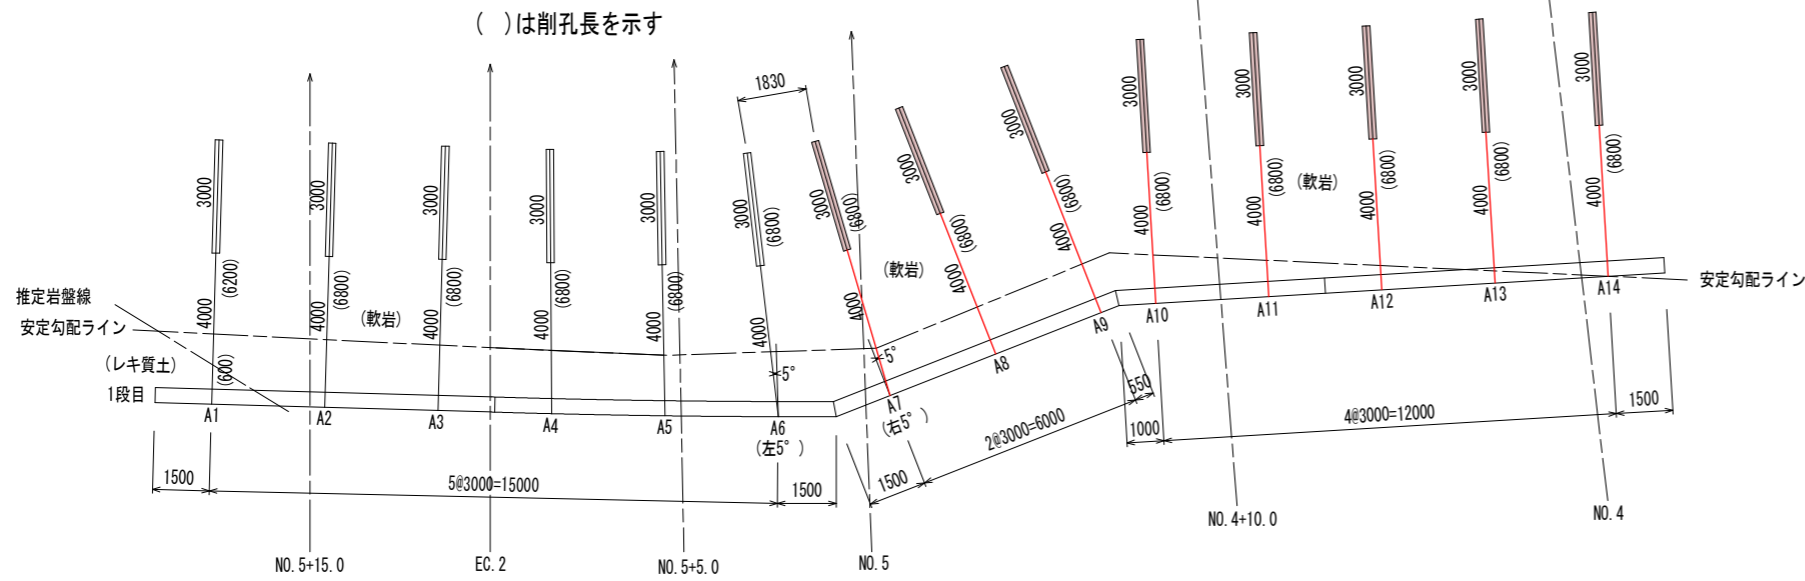 (　)は削孔長を示す
1830
3000
3000
3000
3000
3000
3000
3000
3000
3000
3000
3000
3000
3000
3000
4000
(6200)
(600)
4000
(6800)
4000
(6800)
4000
(6800)
4000
(6800)
4000
(6800)
4000
(6800)
4000
(6800)
4000
(6800)
4000
(6800)
4000
(6800)
4000
(6800)
4000
(6800)
4000
(6800)
(軟岩)
(軟岩)
(軟岩)
推定岩盤線
安定勾配ライン
(レキ質土)
1段目
安定勾配ライン
5°
5°
A1
A2
A3
A4
A5
A6
(左5°)
A7
(右5°)
A8
A9
A10
A11
A12
A13
A14
1500
5@3000=15000
1500
1500
2@3000=6000
550
1000
4@3000=12000
1500
NO.5+15.0
EC.2
NO.5+5.0
NO.5
NO.4+10.0
NO.4